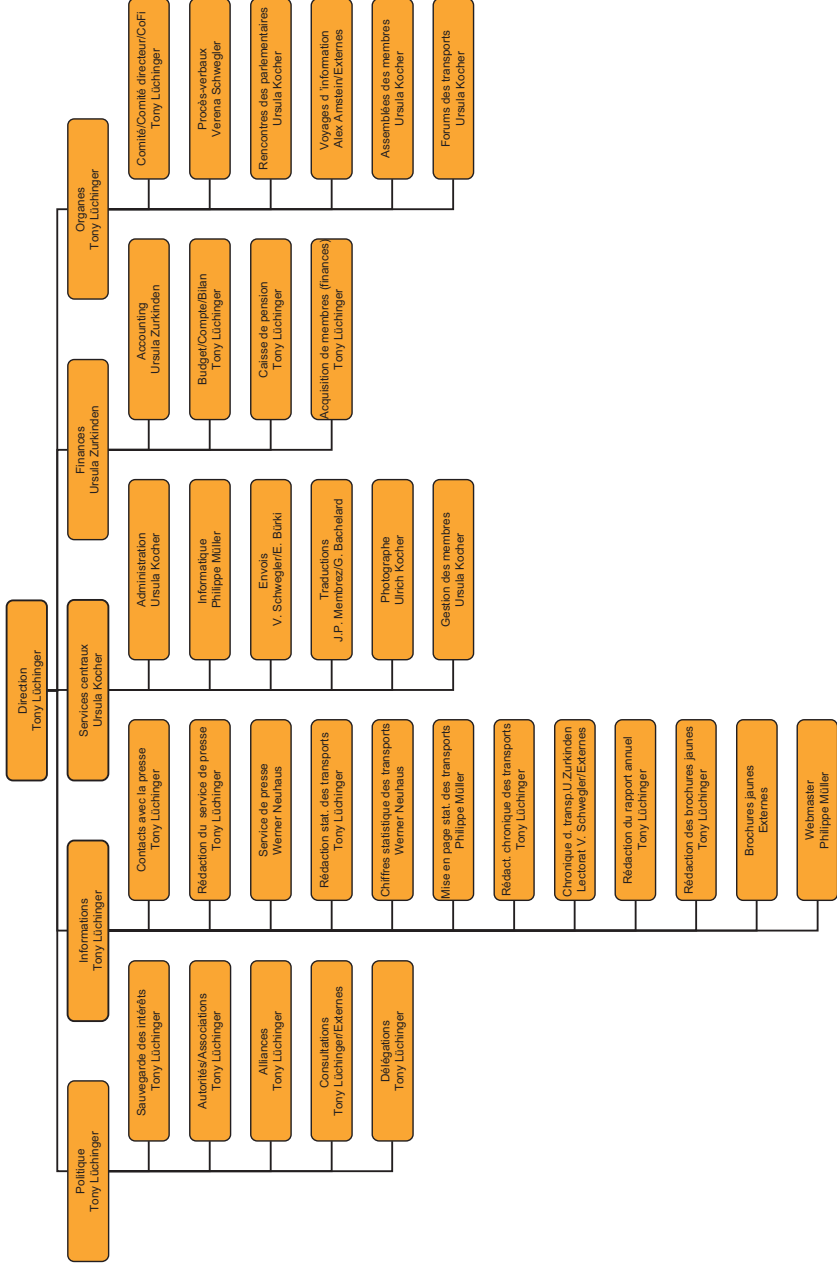 Direction
Tony Lüchinger
Politique
Tony Lüchinger
Sauvegarde des intérêts
Tony Lüchinger
Autorités/Associations
Tony Lüchinger
Alliances
Tony Lüchinger
Consultations
Tony Lüchinger/Externes
Délégations
Tony Lüchinger
Informations
Tony Lüchinger
Contacts avec la presse
Tony Lüchinger
Rédaction du service de presse
Tony Lüchinger
Service de presse
Werner Neuhaus
Rédaction stat. des transports
Tony Lüchinger
Chiffres statistique des transports
Werner Neuhaus
Mise en page stat. des transports
Philippe Müller
Rédact. chronique des transports
Tony Lüchinger
Chronique d. transp.U.Zurkinden
Lectorat V. Schwegler/Externes
Rédaction du rapport annuel
Tony Lüchinger
Rédaction des brochures jaunes
Tony Lüchinger
Brochures jaunes
Externes
Webmaster
Philippe Müller
Services centraux
Ursula Kocher
Administration
Ursula Kocher
Informatique
Philippe Müller
Envois
V. Schwegler/E. Bürki
Traductions
J.P. Membrez/G. Bachelard
Photographe
Ulrich Kocher
Gestion des membres
Ursula Kocher
Finances
Ursula Zurkinden
Accounting
Ursula Zurkinden
Budget/Compte/Bilan
Tony Lüchinger
Caisse de pension
Tony Lüchinger
Acquisition de membres (finances)
Tony Lüchinger
Organes
Tony Lüchinger
Comité/Comité directeur/CoFi
Tony Lüchinger
Procès-verbaux
Verena Schwegler
Rencontres des parlementaires
Ursula Kocher
Voyages d 'information
Alex Amstein/Externes
Assemblées des membres
Ursula Kocher
Forums des transports
Ursula Kocher